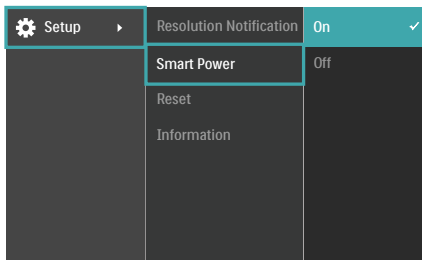 Setup
Resolution Notification
On
Smart Power
Off
Reset
Information